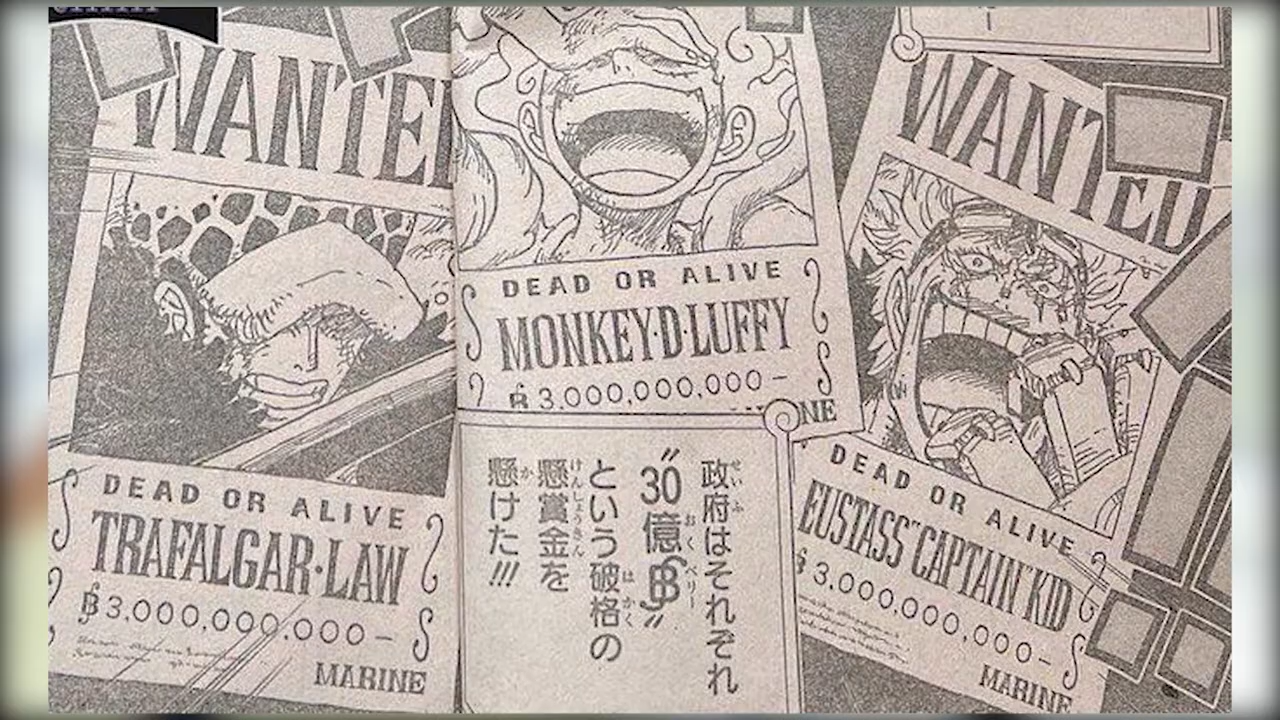 WANTE
DEAD OR ALIVE
TRAFALGAR·LAW
฿3,000,000,000–
MARINE
DEAD OR ALIVE
MONKEY·D·LUFFY
฿3,000,000,000–
NE
政府はそれぞれ
〝30億฿〟
という破格の
懸賞金を
懸けた!!!
WANTED
DEAD OR ALIVE
EUSTASS"CAPTAIN"KID
฿3,000,000,000–
MARINE